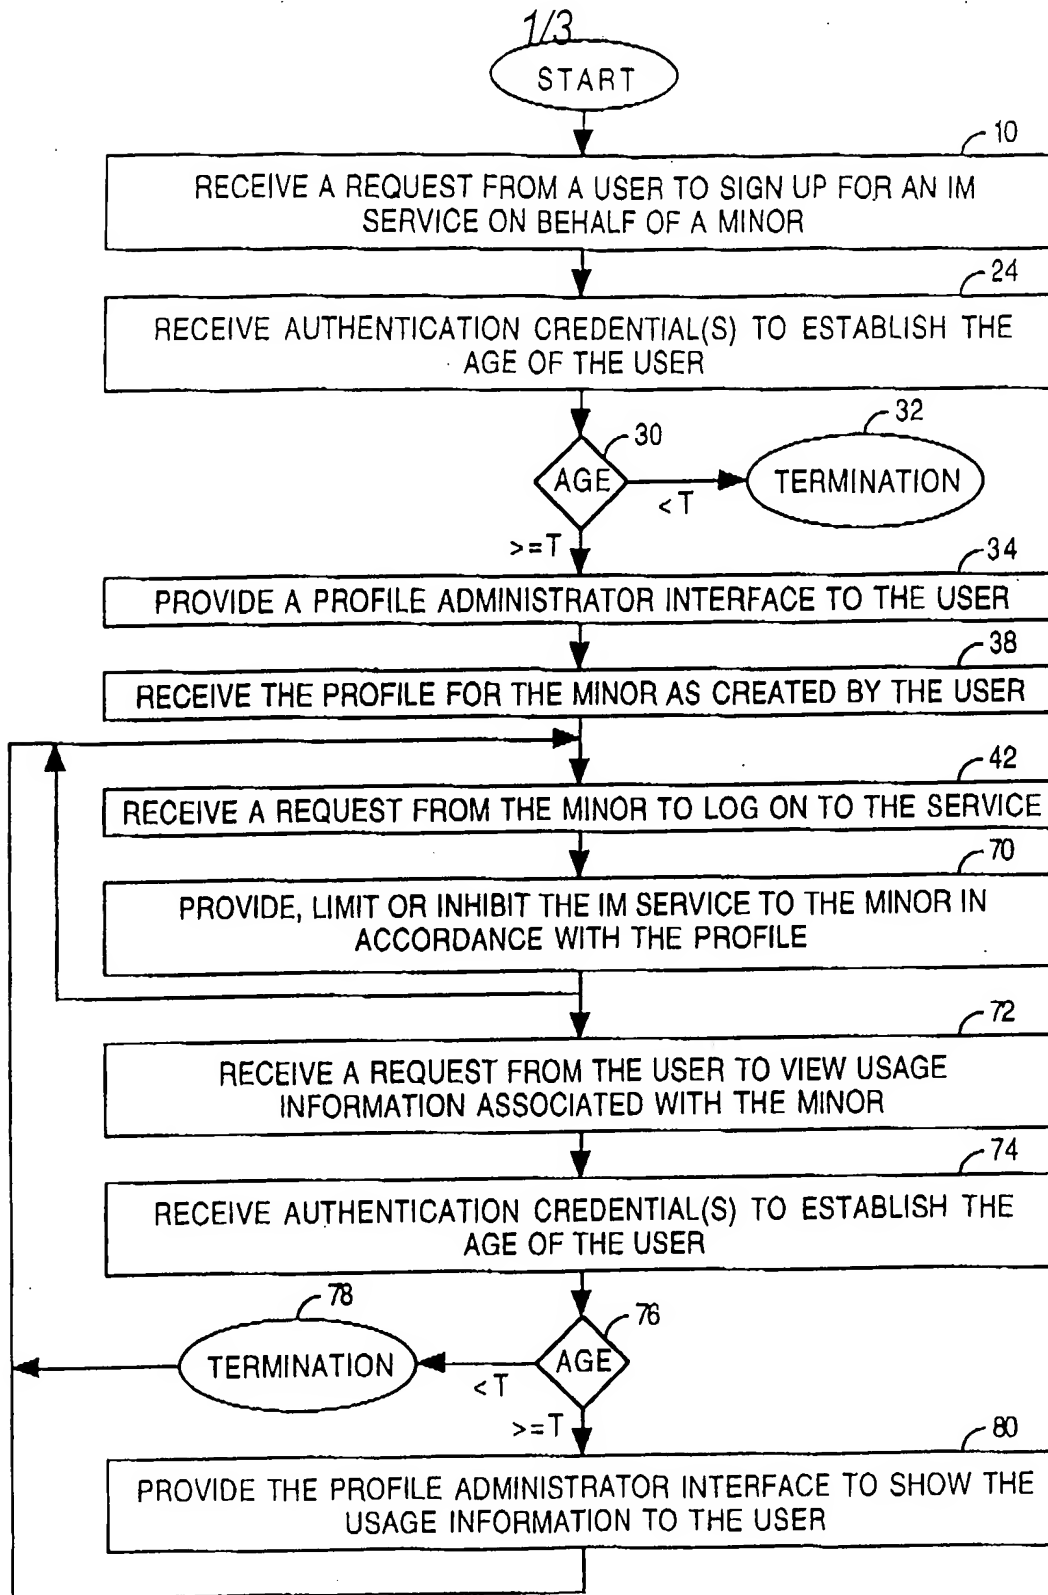 1/3
START
10
RECEIVE A REQUEST FROM A USER TO SIGN UP FOR AN IM
SERVICE ON BEHALF OF A MINOR
24
RECEIVE AUTHENTICATION CREDENTIAL(S) TO ESTABLISH THE
AGE OF THE USER
30
AGE
<T
32
TERMINATION
>=T
34
PROVIDE A PROFILE ADMINISTRATOR INTERFACE TO THE USER
38
RECEIVE THE PROFILE FOR THE MINOR AS CREATED BY THE USER
42
RECEIVE A REQUEST FROM THE MINOR TO LOG ON TO THE SERVICE
70
PROVIDE, LIMIT OR INHIBIT THE IM SERVICE TO THE MINOR IN
ACCORDANCE WITH THE PROFILE
72
RECEIVE A REQUEST FROM THE USER TO VIEW USAGE
INFORMATION ASSOCIATED WITH THE MINOR
74
RECEIVE AUTHENTICATION CREDENTIAL(S) TO ESTABLISH THE
AGE OF THE USER
78
TERMINATION
<T
76
AGE
>=T
80
PROVIDE THE PROFILE ADMINISTRATOR INTERFACE TO SHOW THE
USAGE INFORMATION TO THE USER